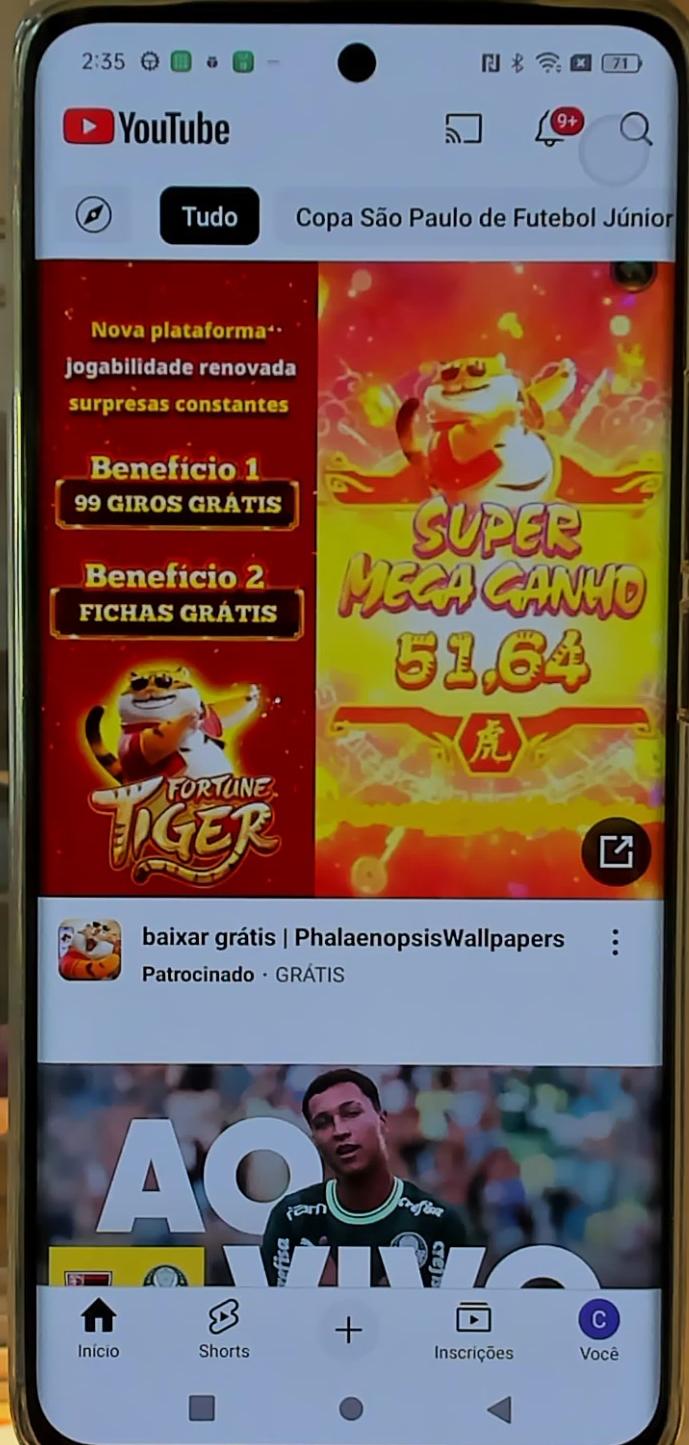 2:35
71
YouTube
9+
Tudo
Copa São Paulo de Futebol Júnior
Nova plataforma
jogabilidade renovada
surpresas constantes
Benefício 1
99 GIROS GRÁTIS
Benefício 2
FICHAS GRÁTIS
FORTUNE
TIGER
SUPER
MEGA GANHO
51,64
虎
baixar grátis | PhalaenopsisWallpapers
Patrocinado · GRÁTIS
AO
VIVO
Início
Shorts
Inscrições
C
Você